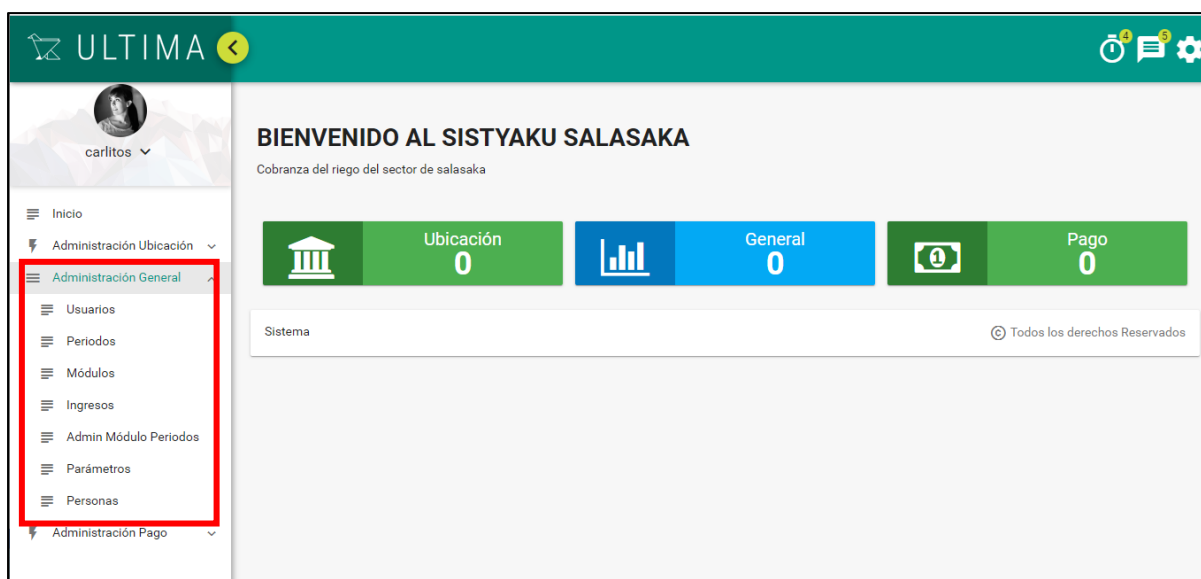 ULTIMA
4
5
carlitos
BIENVENIDO AL SISTYAKU SALASAKA
Cobranza del riego del sector de salasaka
Inicio
Administración Ubicación
Administración General
Usuarios
Periodos
Módulos
Ingresos
Admin Módulo Periodos
Parámetros
Personas
Administración Pago
Ubicación
0
General
0
1
Pago
0
Sistema
© Todos los derechos Reservados